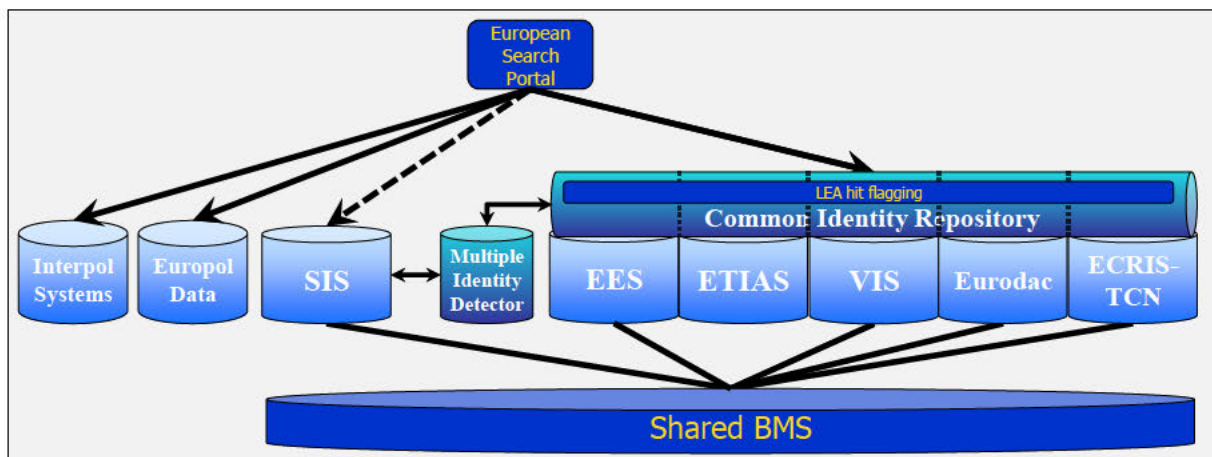 European
Search
Portal
LEA hit flagging
Common Identity Repository
Interpol
Systems
Europol
Data
SIS
Multiple
Identity
Detector
EES
ETIAS
VIS
Eurodac
ECRIS-
TCN
Shared BMS